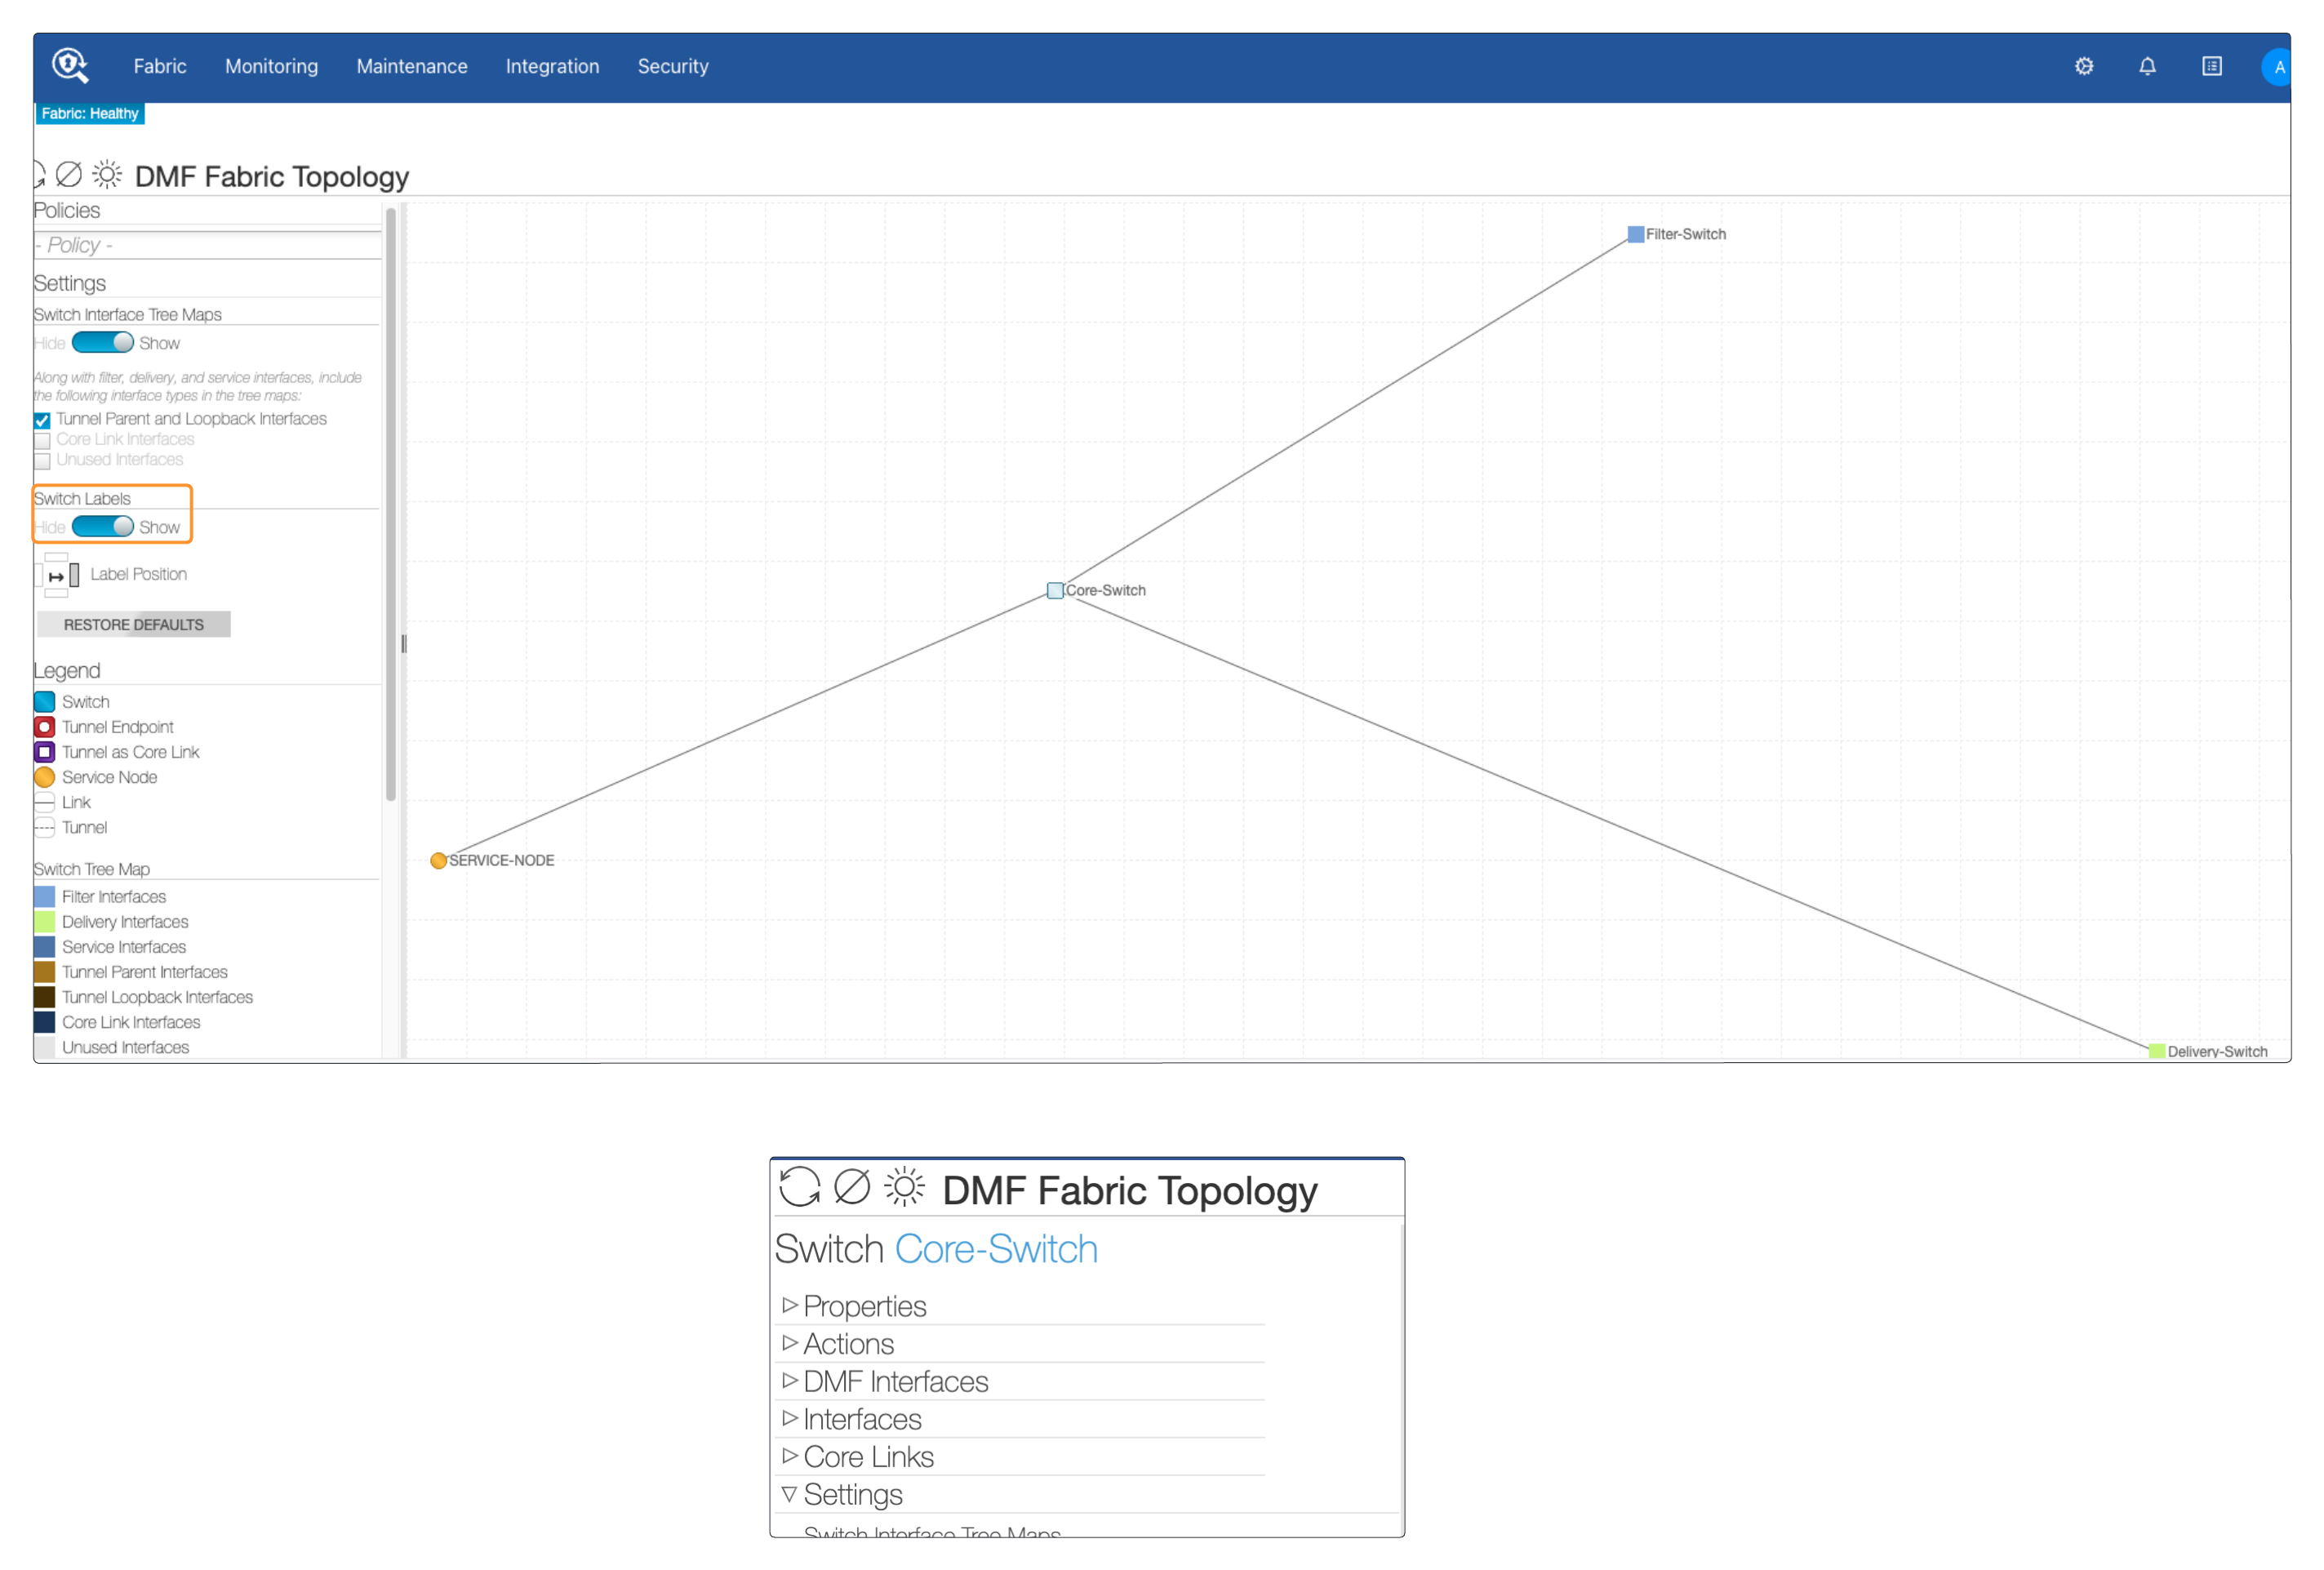 Fabric Monitoring Maintenance Integration Security A
Fabric: Healthy
DMF Fabric Topology
Policies
- Policy -
Settings
Switch Interface Tree Maps
Hide Show
Along with filter, delivery, and service interfaces, include
the following interface types in the tree maps:
Tunnel Parent and Loopback Interfaces
Core Link Interfaces
Unused Interfaces
Switch Labels
Hide Show
Label Position
RESTORE DEFAULTS
Legend
Switch
Tunnel Endpoint
Tunnel as Core Link
Service Node
Link
Tunnel
Switch Tree Map
Filter Interfaces
Delivery Interfaces
Service Interfaces
Tunnel Parent Interfaces
Tunnel Loopback Interfaces
Core Link Interfaces
Unused Interfaces
Filter-Switch
Core-Switch
SERVICE-NODE
Delivery-Switch
DMF Fabric Topology
Switch Core-Switch
Properties
Actions
DMF Interfaces
Interfaces
Core Links
Settings
Switch Interface Tree Maps